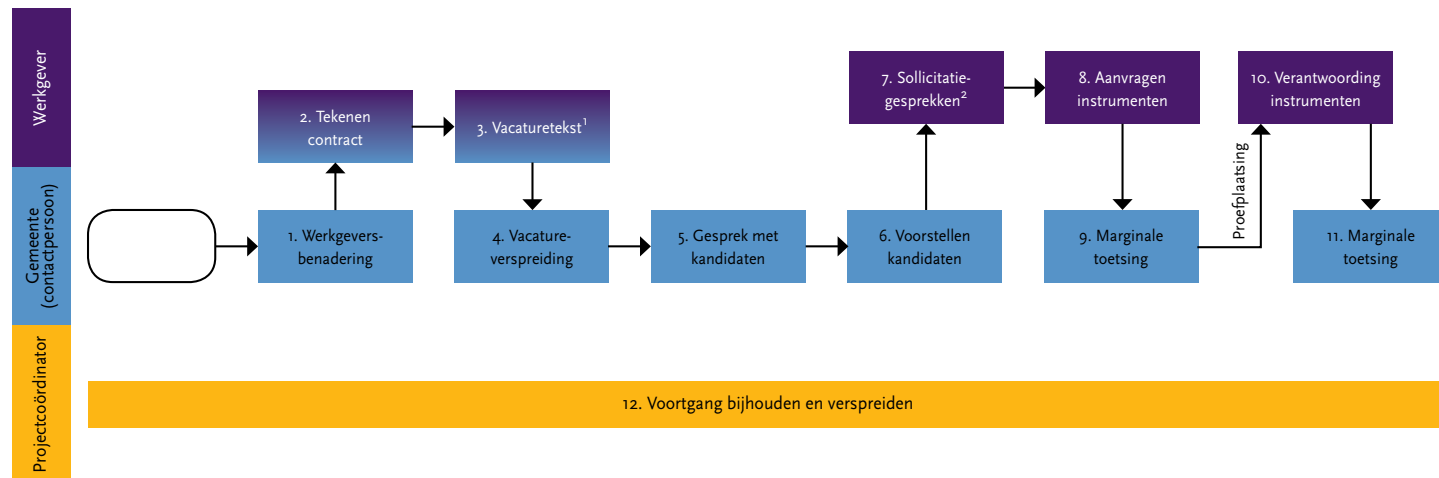 Werkgever
Gemeente
(contactpersoon)
Projectcoördinator
1. Werkgevers-
benadering
2. Tekenen
contract
3. Vacaturetekst¹
4. Vacature-
verspreiding
5. Gesprek met
kandidaten
6. Voorstellen
kandidaten
7. Sollicitatie-
gesprekken²
8. Aanvragen
instrumenten
9. Marginale
toetsing
Proefplaatsing
10. Verantwoording
instrumenten
11. Marginale
toetsing
12. Voortgang bijhouden en verspreiden